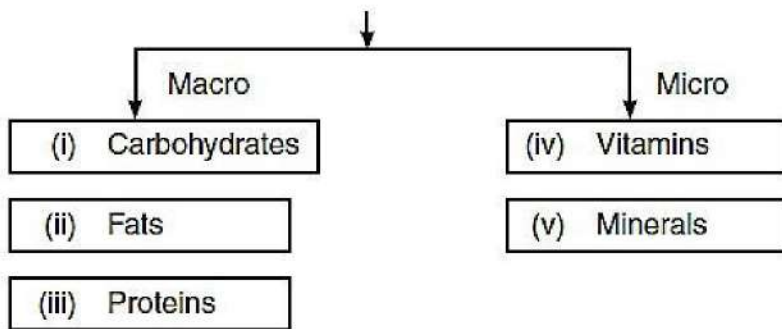 Macro
Micro
(i) Carbohydrates
(iv) Vitamins
(ii) Fats
(v) Minerals
(iii) Proteins